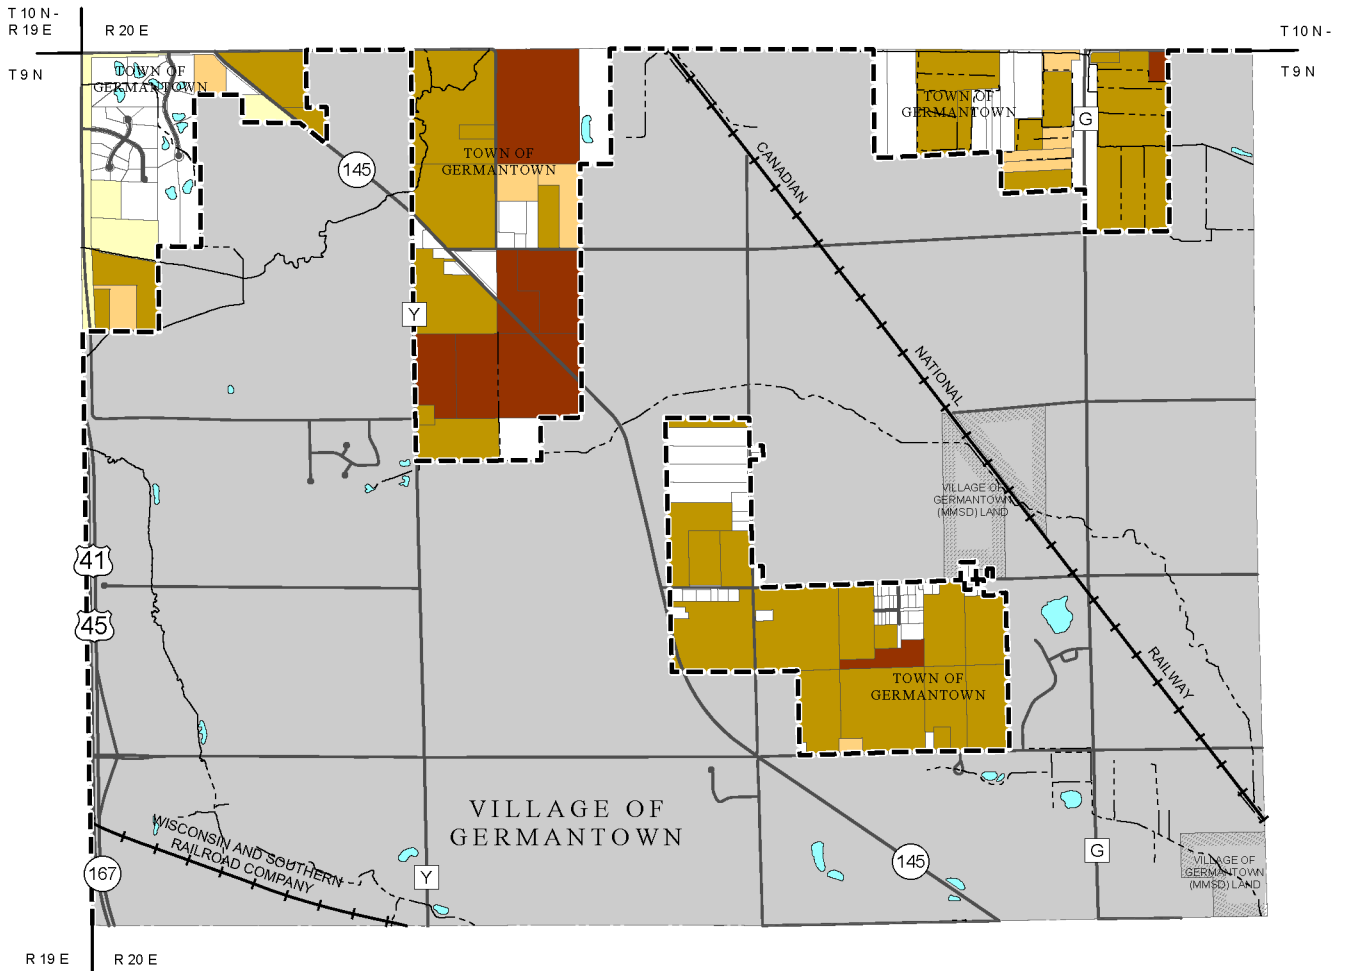 T 10 N -
R 19 E
R 20 E
T 10 N -
T 9 N
T 9 N
TOWN OF
GERMANTOWN
TOWN OF
GERMANTOWN
G
145
TOWN OF
GERMANTOWN
CANADIAN
Y
NATIONAL
VILLAGE OF
GERMANTOWN
(MMSD) LAND
41
45
RAILWAY
TOWN OF
GERMANTOWN
VILLAGE OF
GERMANTOWN
WISCONSIN AND SOUTHERN
RAILROAD COMPANY
G
145
VILLAGE OF
GERMANTOWN
(MMSD) LAND
167
Y
R 19 E
R 20 E